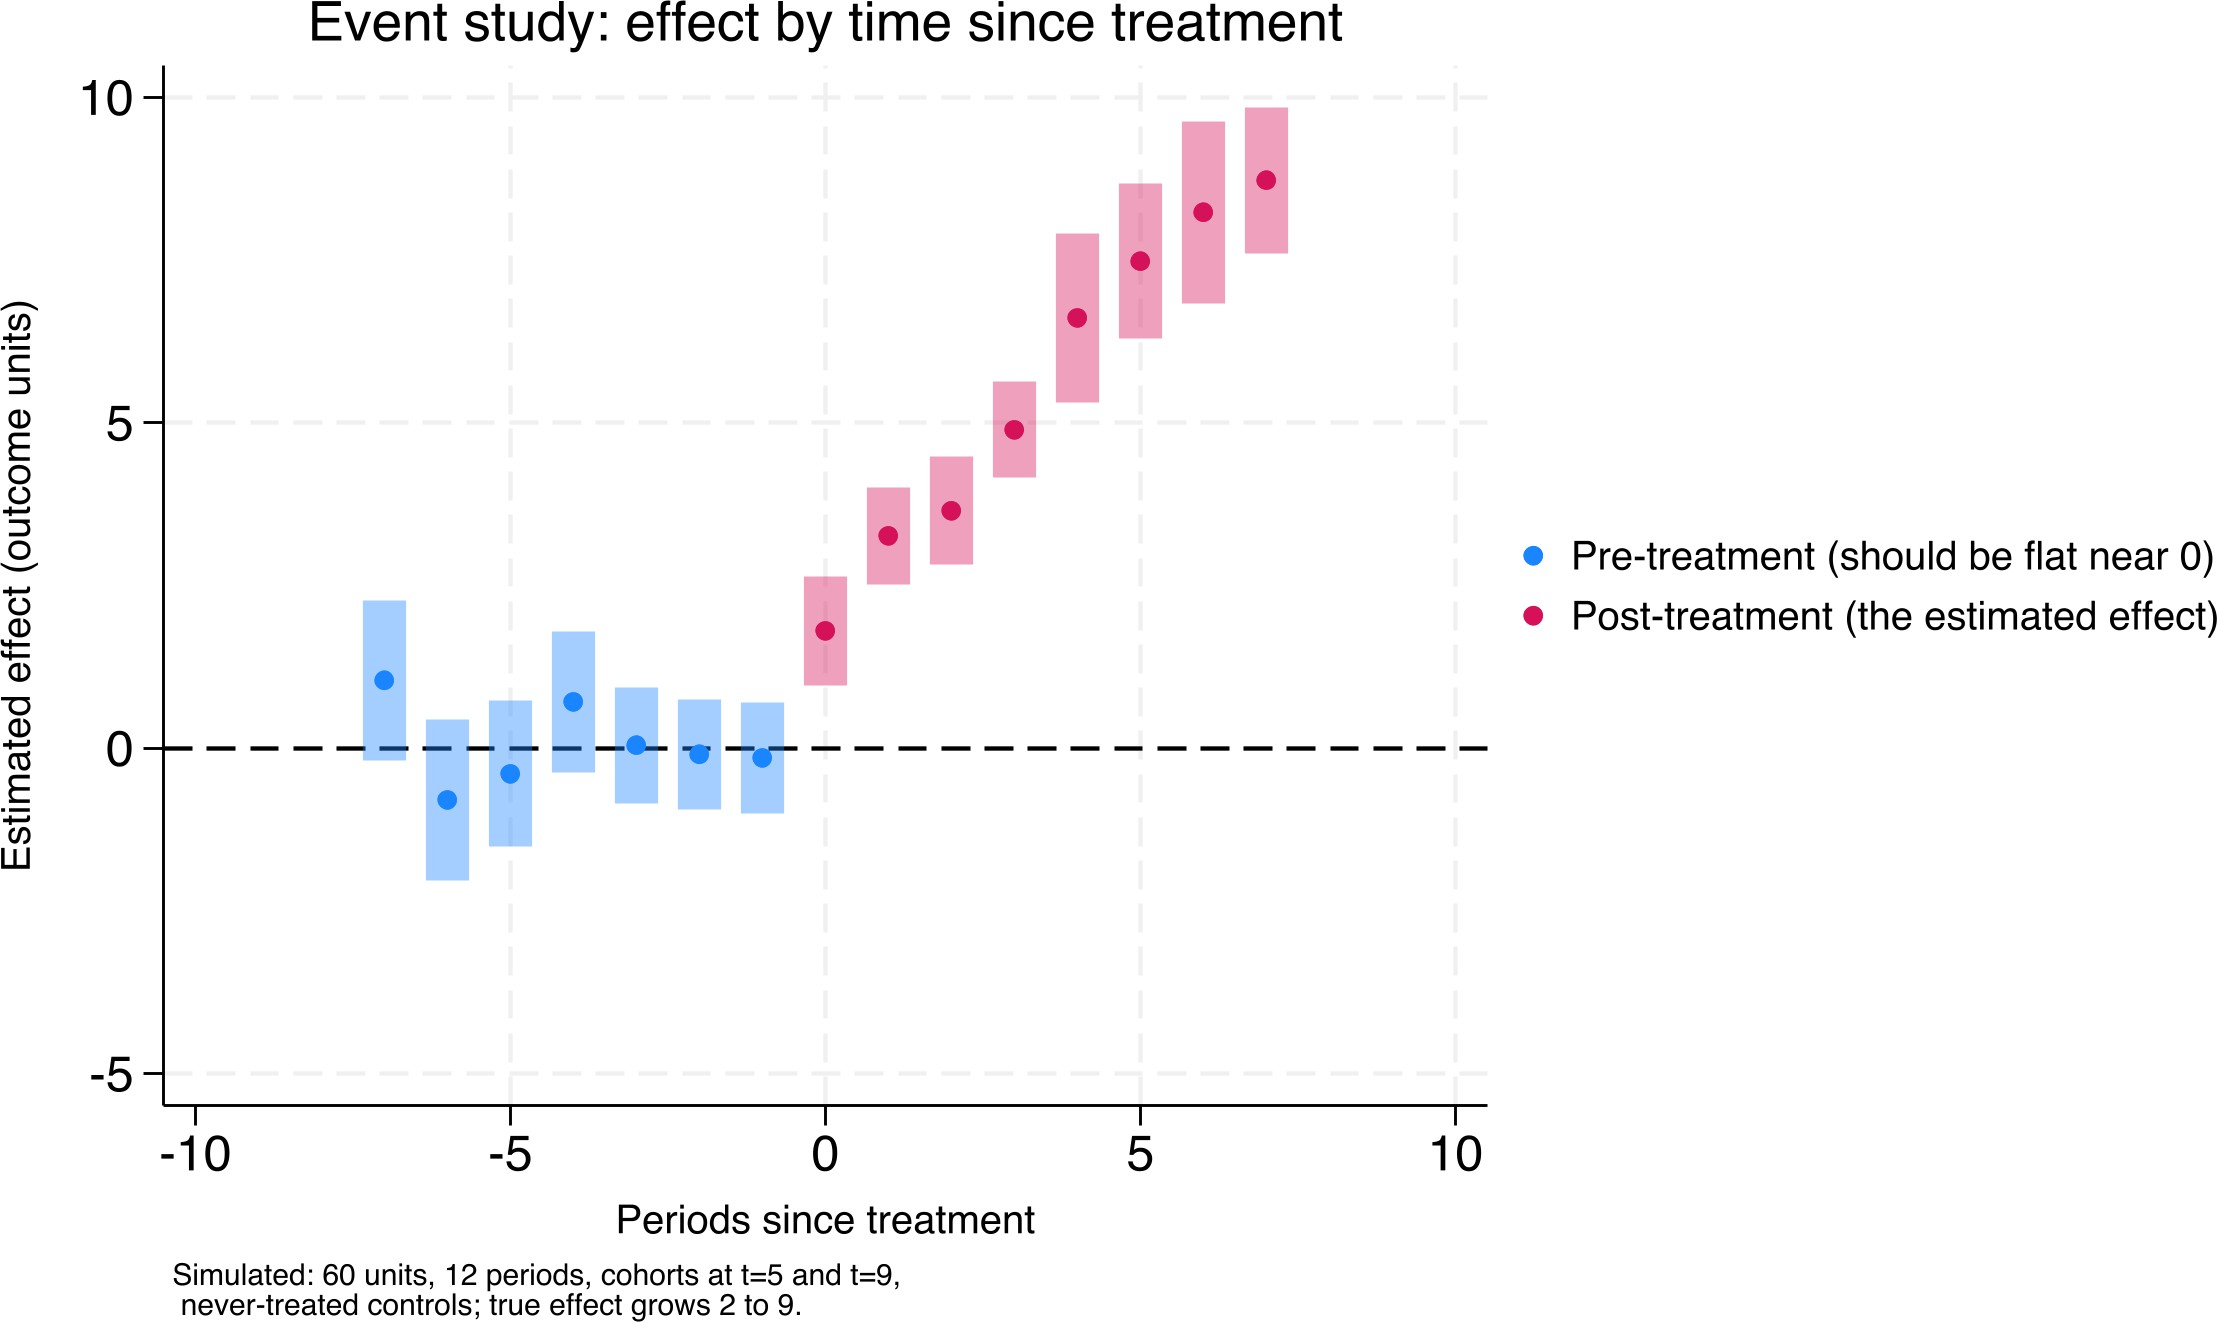 Event study: effect by time since treatment
Estimated effect (outcome units)
10
5
0
-5
-10
-5
0
5
10
Periods since treatment
Pre-treatment (should be flat near 0)
Post-treatment (the estimated effect)
Simulated: 60 units, 12 periods, cohorts at t=5 and t=9,
never-treated controls; true effect grows 2 to 9.